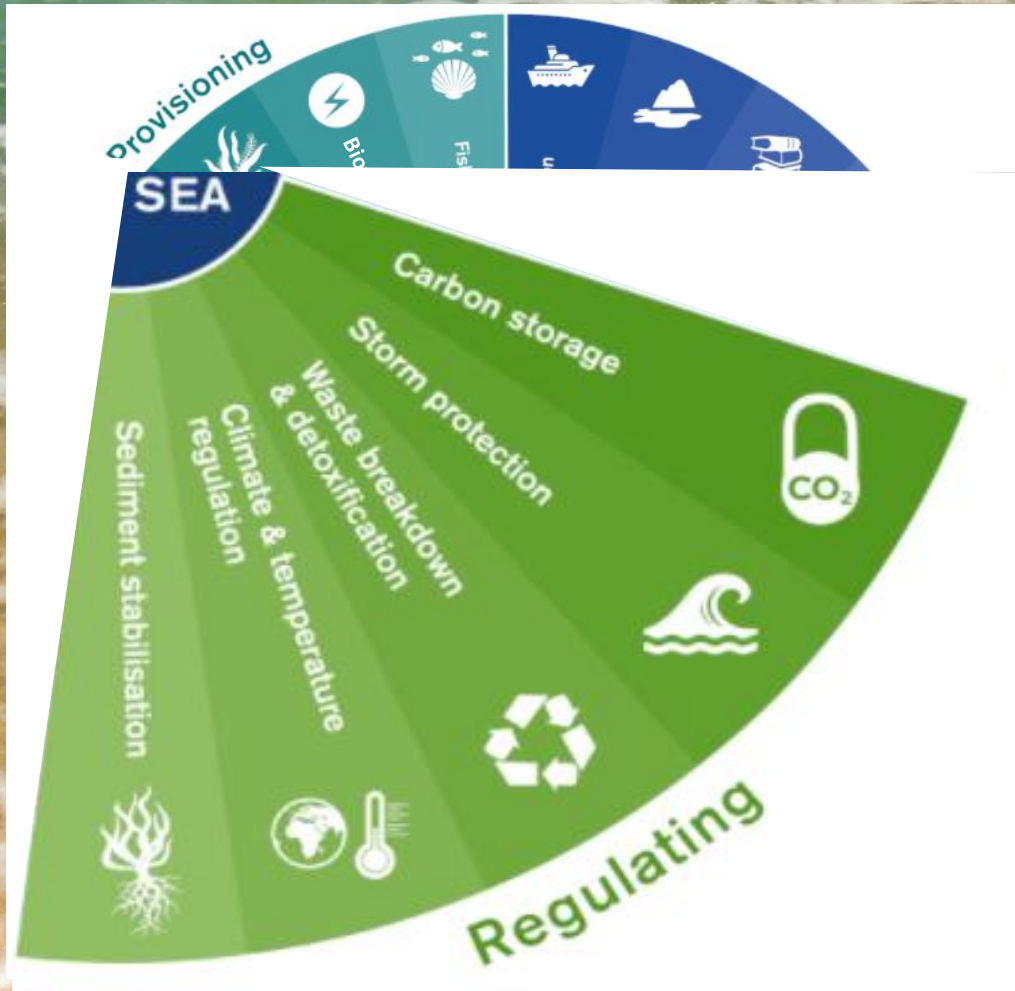 Provisioning
SEA
Carbon storage
Storm protection
Waste breakdown
& detoxification
Climate & temperature
regulation
Sediment stabilisation
CO₂
Regulating